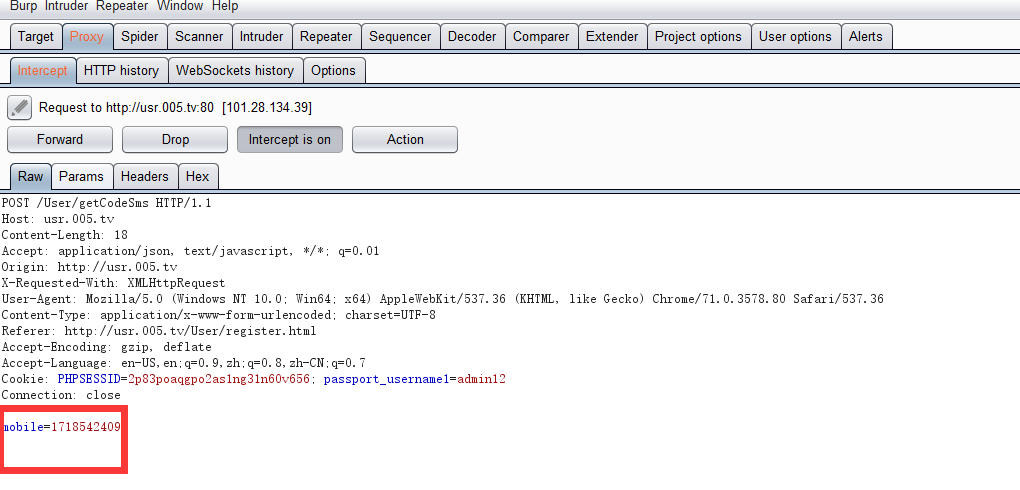 Burp Intruder Repeater Window Help
Target Proxy Spider Scanner Intruder Repeater Sequencer Decoder Comparer Extender Project options User options Alerts
Intercept HTTP history WebSockets history Options
Request to http://usr.005.tv:80 [101.28.134.39]
Forward Drop Intercept is on Action
Raw Params Headers Hex
POST /User/getCodeSms HTTP/1.1
Host: usr.005.tv
Content-Length: 18
Accept: application/json, text/javascript, */*; q=0.01
Origin: http://usr.005.tv
X-Requested-With: XMLHttpRequest
User-Agent: Mozilla/5.0 (Windows NT 10.0; Win64; x64) AppleWebKit/537.36 (KHTML, like Gecko) Chrome/71.0.3578.80 Safari/537.36
Content-Type: application/x-www-form-urlencoded; charset=UTF-8
Referer: http://usr.005.tv/User/register.html
Accept-Encoding: gzip, deflate
Accept-Language: en-US,en;q=0.9,zh;q=0.8,zh-CN;q=0.7
Cookie: PHPSESSID=2p83poaqgpo2as1ng31n60v656; passport_username1=admin12
Connection: close
mobile=1718542409